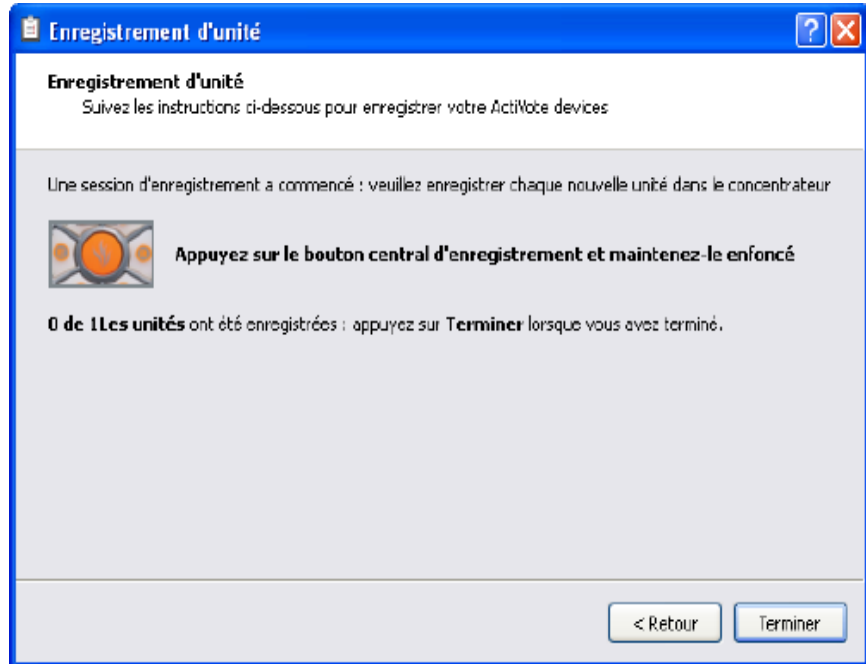 Enregistrement d'unité
Enregistrement d'unité
Suivez les instructions ci-dessous pour enregistrer votre ActiVote devices
Une session d'enregistrement a commencé : veuillez enregistrer chaque nouvelle unité dans le concentrateur
Appuyez sur le bouton central d'enregistrement et maintenez-le enfoncé
0 de 1Les unités ont été enregistrées : appuyez sur Terminer lorsque vous avez terminé.
< Retour
Terminer